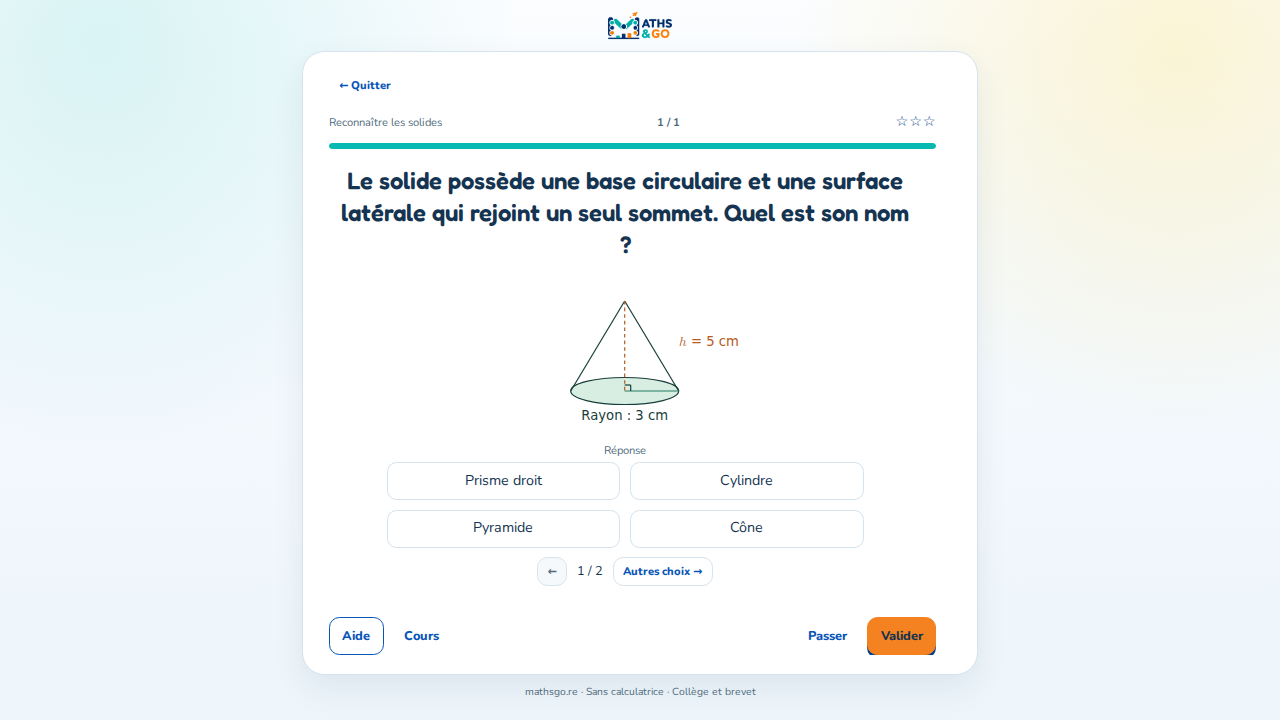 ATHS
&GO
← Quitter
Reconnaître les solides
1 / 1
☆☆☆
Le solide possède une base circulaire et une surface
latérale qui rejoint un seul sommet. Quel est son nom
?
h = 5 cm
Rayon : 3 cm
Réponse
Prisme droit
Cylindre
Pyramide
Cône
←
1 / 2
Autres choix →
Aide
Cours
Passer
Valider
mathsgo.re · Sans calculatrice · Collège et brevet